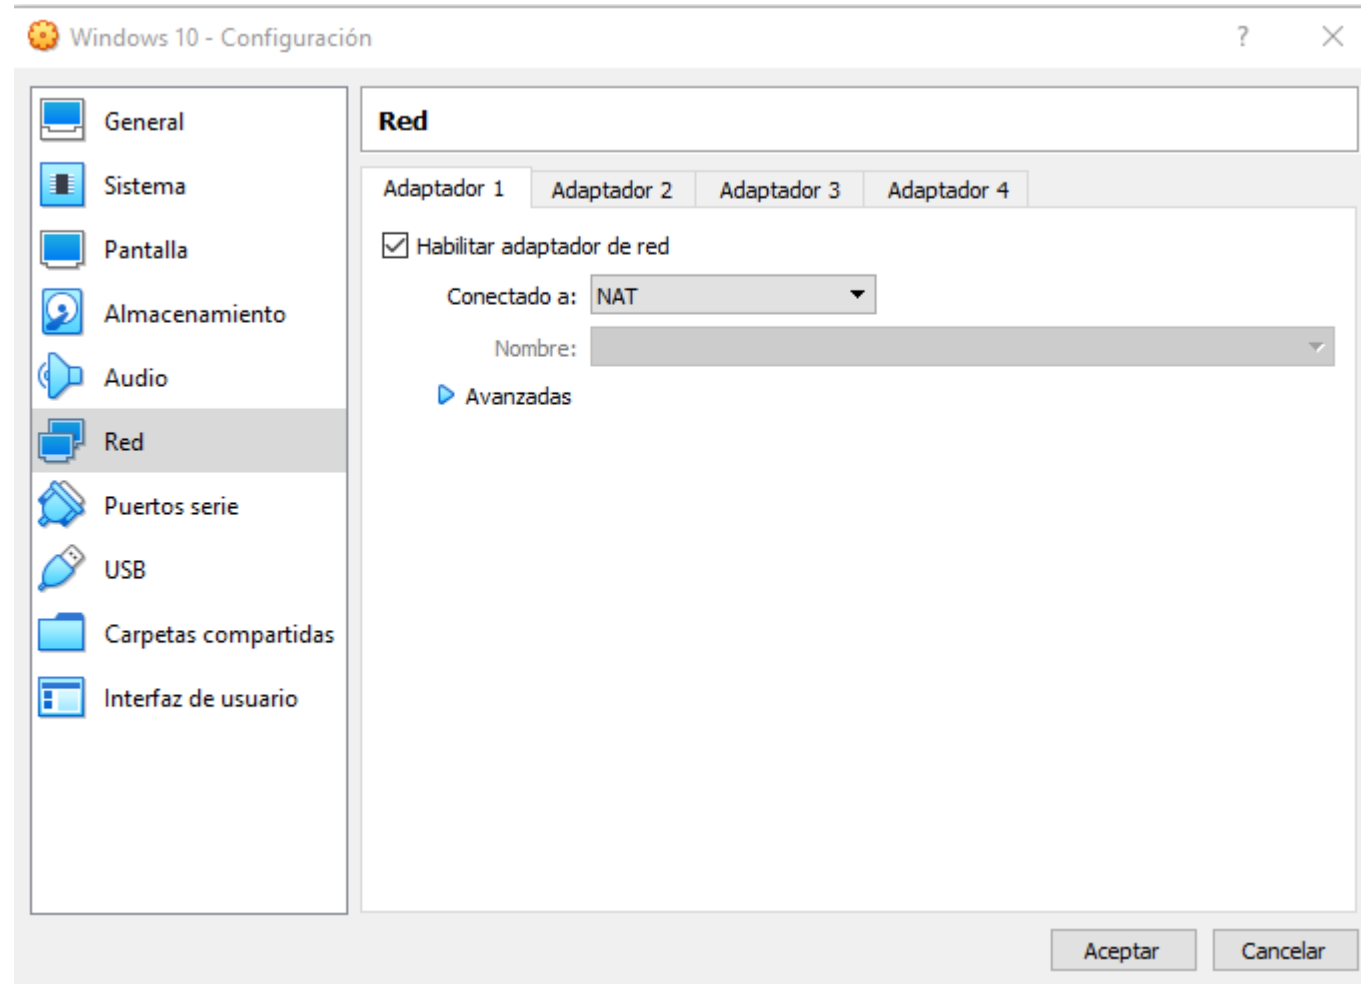 Windows 10 - Configuración
?
General
Sistema
Pantalla
Almacenamiento
Audio
Red
Puertos serie
USB
Carpetas compartidas
Interfaz de usuario
Red
Adaptador 1
Adaptador 2
Adaptador 3
Adaptador 4
Habilitar adaptador de red
Conectado a: NAT
Nombre:
Avanzadas
Aceptar
Cancelar